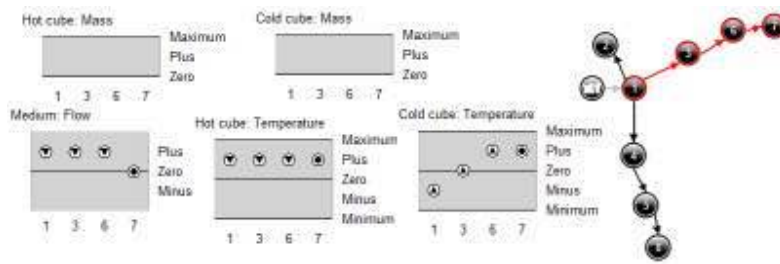 Hot cube: Mass
Maximum
Plus
Zero
1 3 6 7
Cold cube: Mass
Maximum
Plus
Zero
1 3 6 7
Medium: Flow
Plus
Zero
Minus
1 3 6 7
Hot cube: Temperature
Maximum
Plus
Zero
Minus
Minimum
1 3 6 7
Cold cube: Temperature
Maximum
Plus
Zero
Minus
Minimum
1 3 6 7